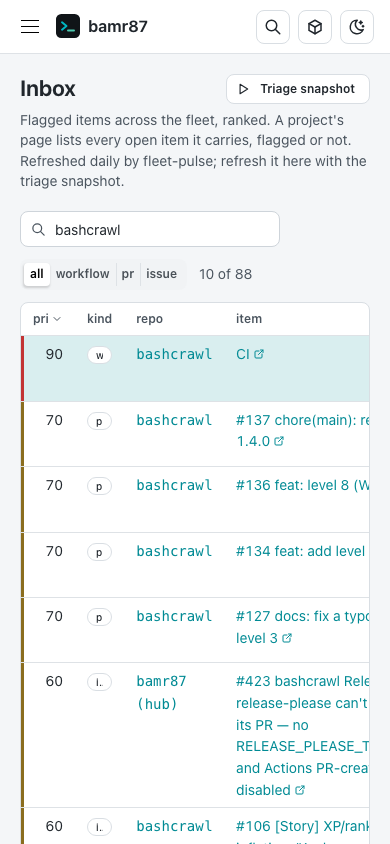 bamr87
Inbox
Triage snapshot
Flagged items across the fleet, ranked. A project's
page lists every open item it carries, flagged or not.
Refreshed daily by fleet-pulse; refresh it here with the
triage snapshot.
bashcrawl
all workflow pr issue 10 of 88
pri kind repo item
90 w bashcrawl CI
70 p bashcrawl #137 chore(main): re
1.4.0
70 p bashcrawl #136 feat: level 8 (W
70 p bashcrawl #134 feat: add level
70 p bashcrawl #127 docs: fix a typo
level 3
60 i. bamr87 #423 bashcrawl Rele
(hub) release-please can't
its PR — no
RELEASE_PLEASE_T
and Actions PR-crea
disabled
60 i. bashcrawl #106 [Story] XP/rank